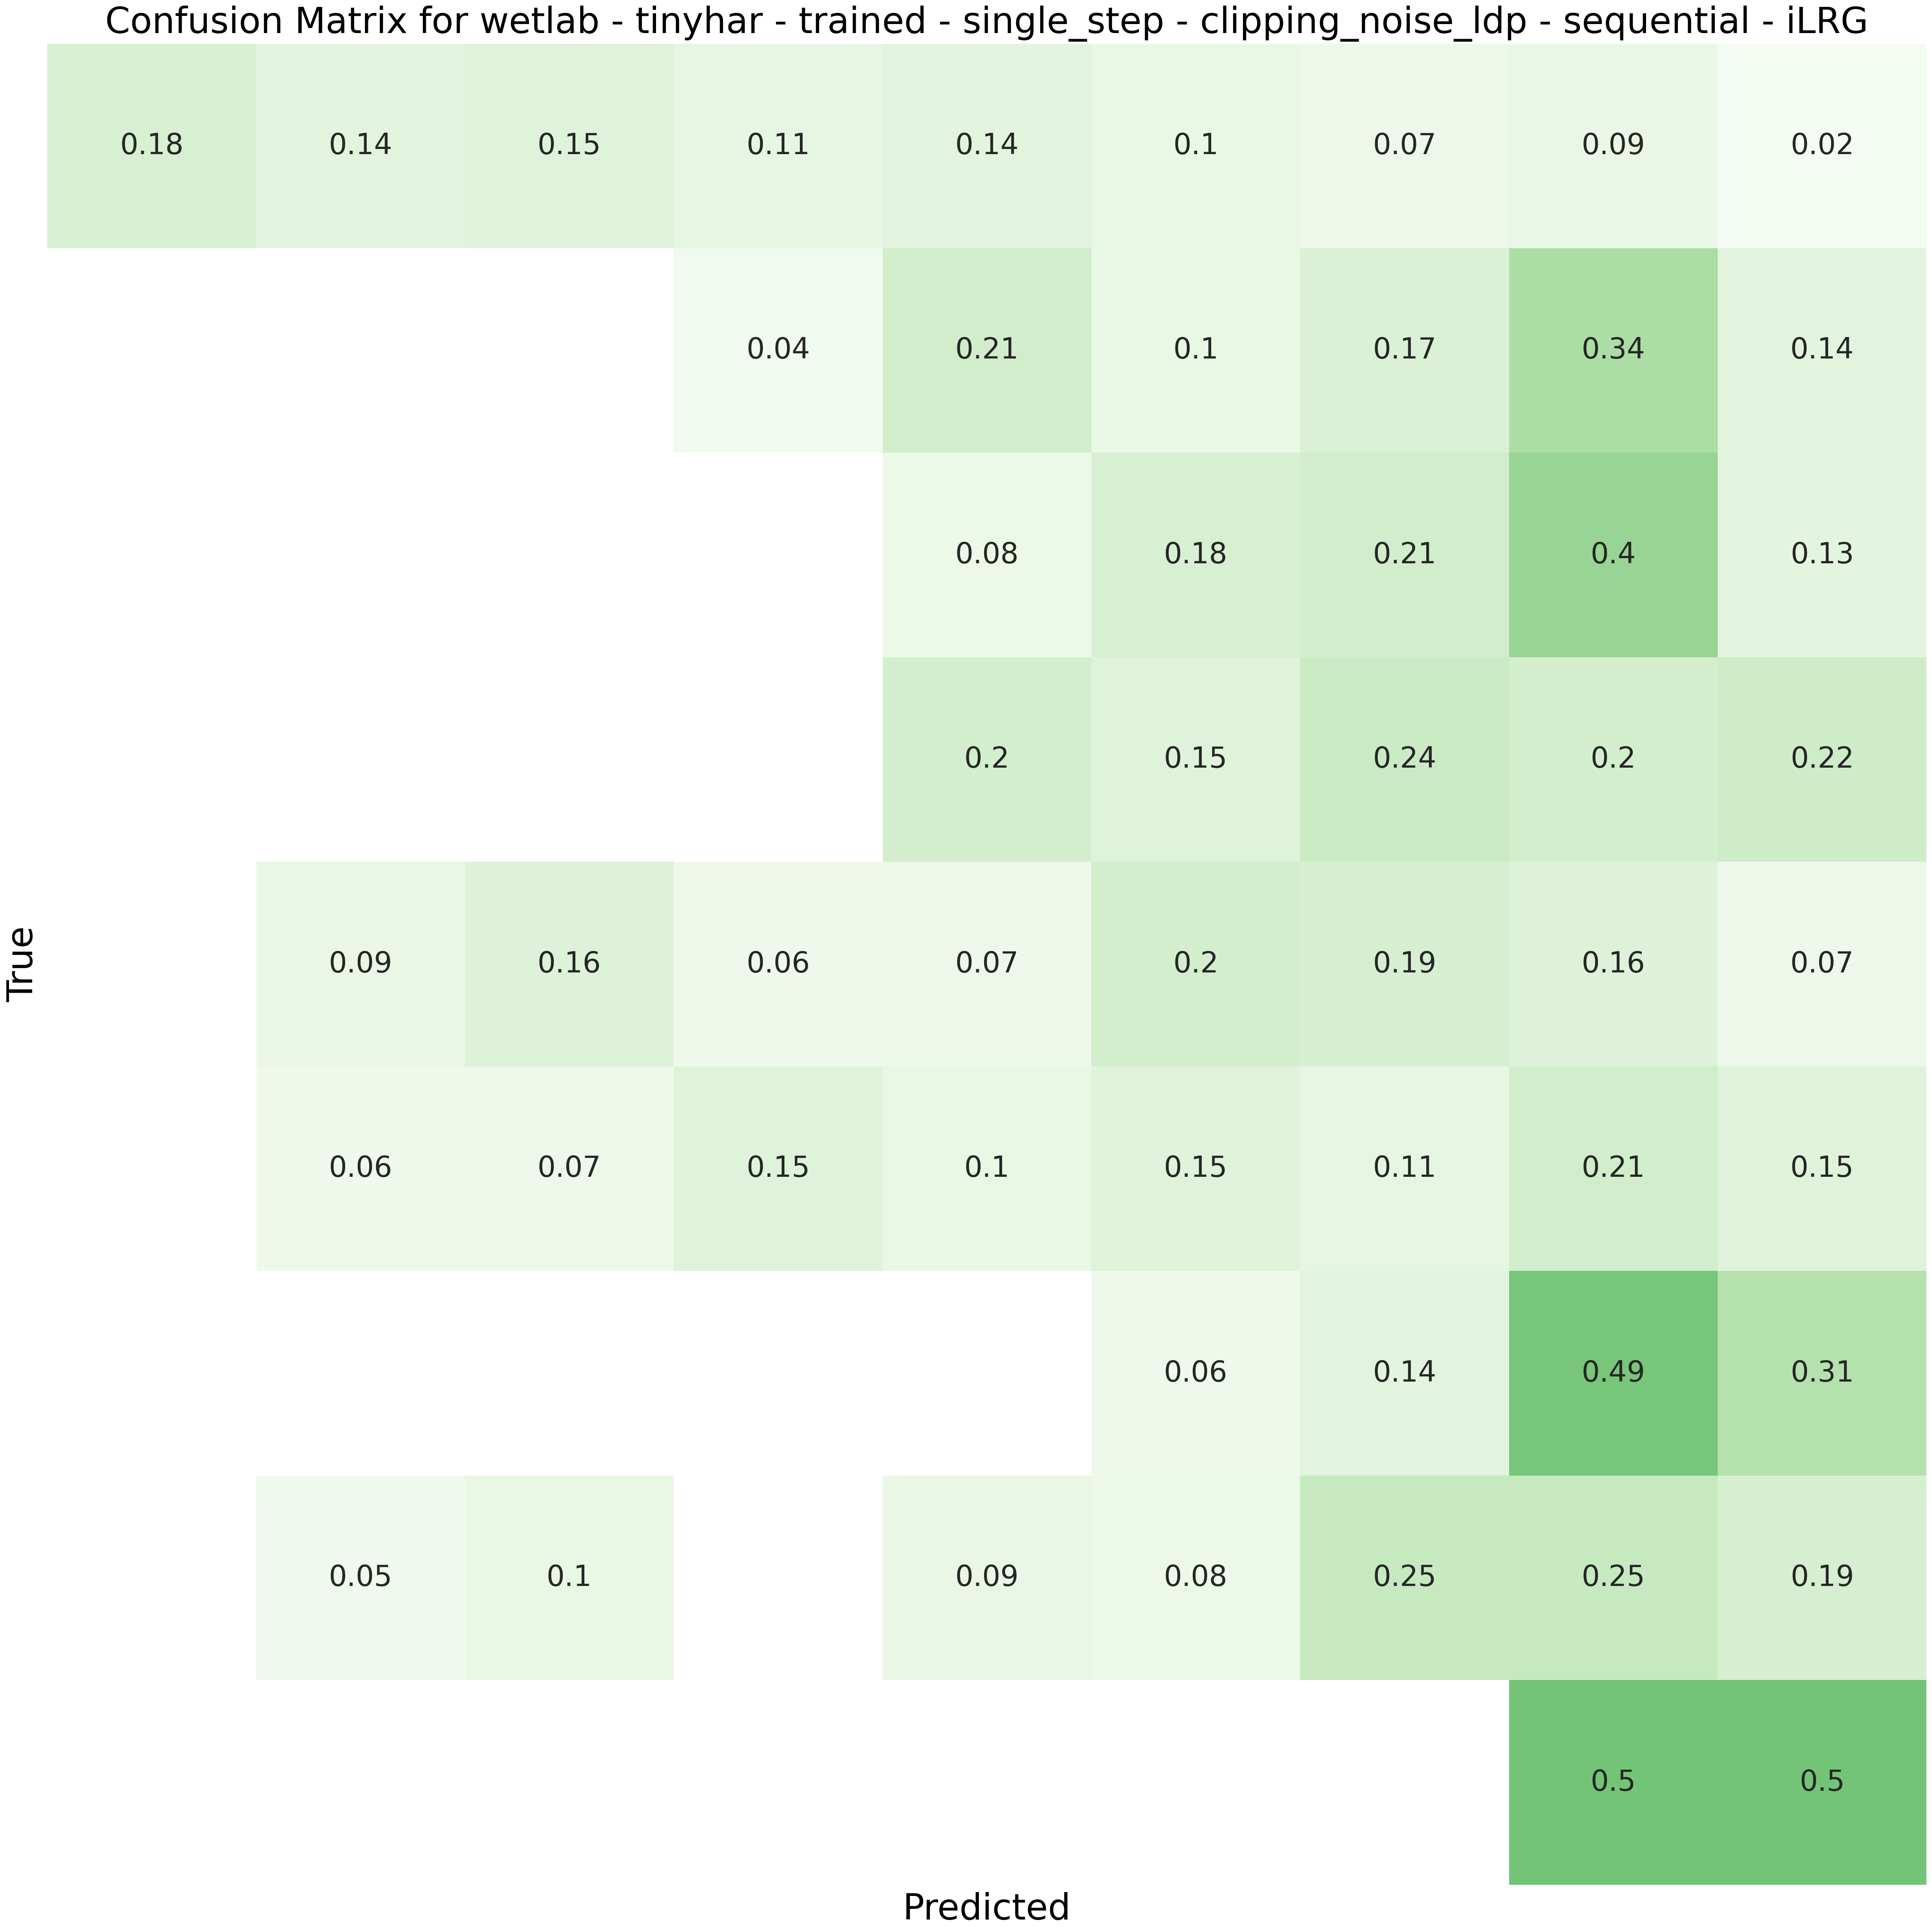 Confusion Matrix for wetlab - tinyhar - trained - single_step - clipping_noise_ldp - sequential - iLRG
0.18 0.14 0.15 0.11 0.14 0.1 0.07 0.09 0.02
0.04 0.21 0.1 0.17 0.34 0.14
0.08 0.18 0.21 0.4 0.13
0.2 0.15 0.24 0.2 0.22
True
0.09 0.16 0.06 0.07 0.2 0.19 0.16 0.07
0.06 0.07 0.15 0.1 0.15 0.11 0.21 0.15
0.06 0.14 0.49 0.31
0.05 0.1 0.09 0.08 0.25 0.25 0.19
0.5 0.5
Predicted